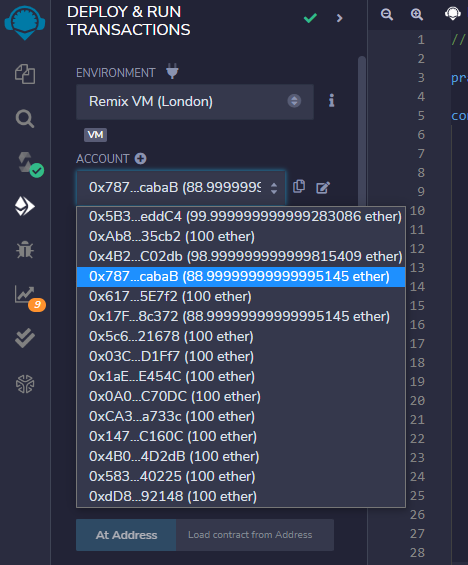 DEPLOY & RUN
TRANSACTIONS
ENVIRONMENT
Remix VM (London)
VM
ACCOUNT
0x787...cabaB (88.9999999
0x5B3...eddC4 (99.999999999999283086 ether)
0xAb8...35cb2 (100 ether)
0x4B2...C02db (98.999999999999815409 ether)
0x787...cabaB (88.99999999999995145 ether)
0x617...5E7f2 (100 ether)
0x17F...8c372 (88.99999999999995145 ether)
0x5c6...21678 (100 ether)
0x03C...D1Ff7 (100 ether)
0x1aE...E454C (100 ether)
0x0A0...C70DC (100 ether)
0xCA3...a733c (100 ether)
0x147...C160C (100 ether)
0x4B0...4D2dB (100 ether)
0x583...40225 (100 ether)
0xdD8...92148 (100 ether)
At Address
Load contract from Address
9
1 //
2
3 pra
4
5 con
6
7
8
9
10
11
12
13
14
15
16
17
18
19
20
21
22
23
24
25
26
27
28